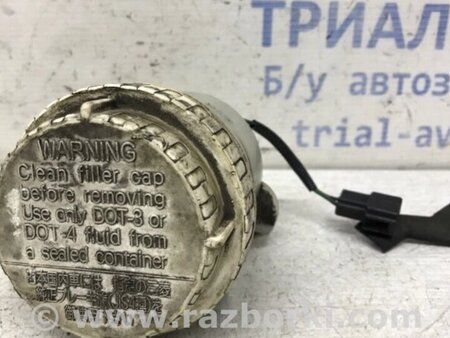 ТРИАЛ
Б/у автоза
trial-av
WARNING
Clean filler cap
before removing
Use only DOT-3 or
DOT-4 fluid from
a sealed container
www.razborki.com